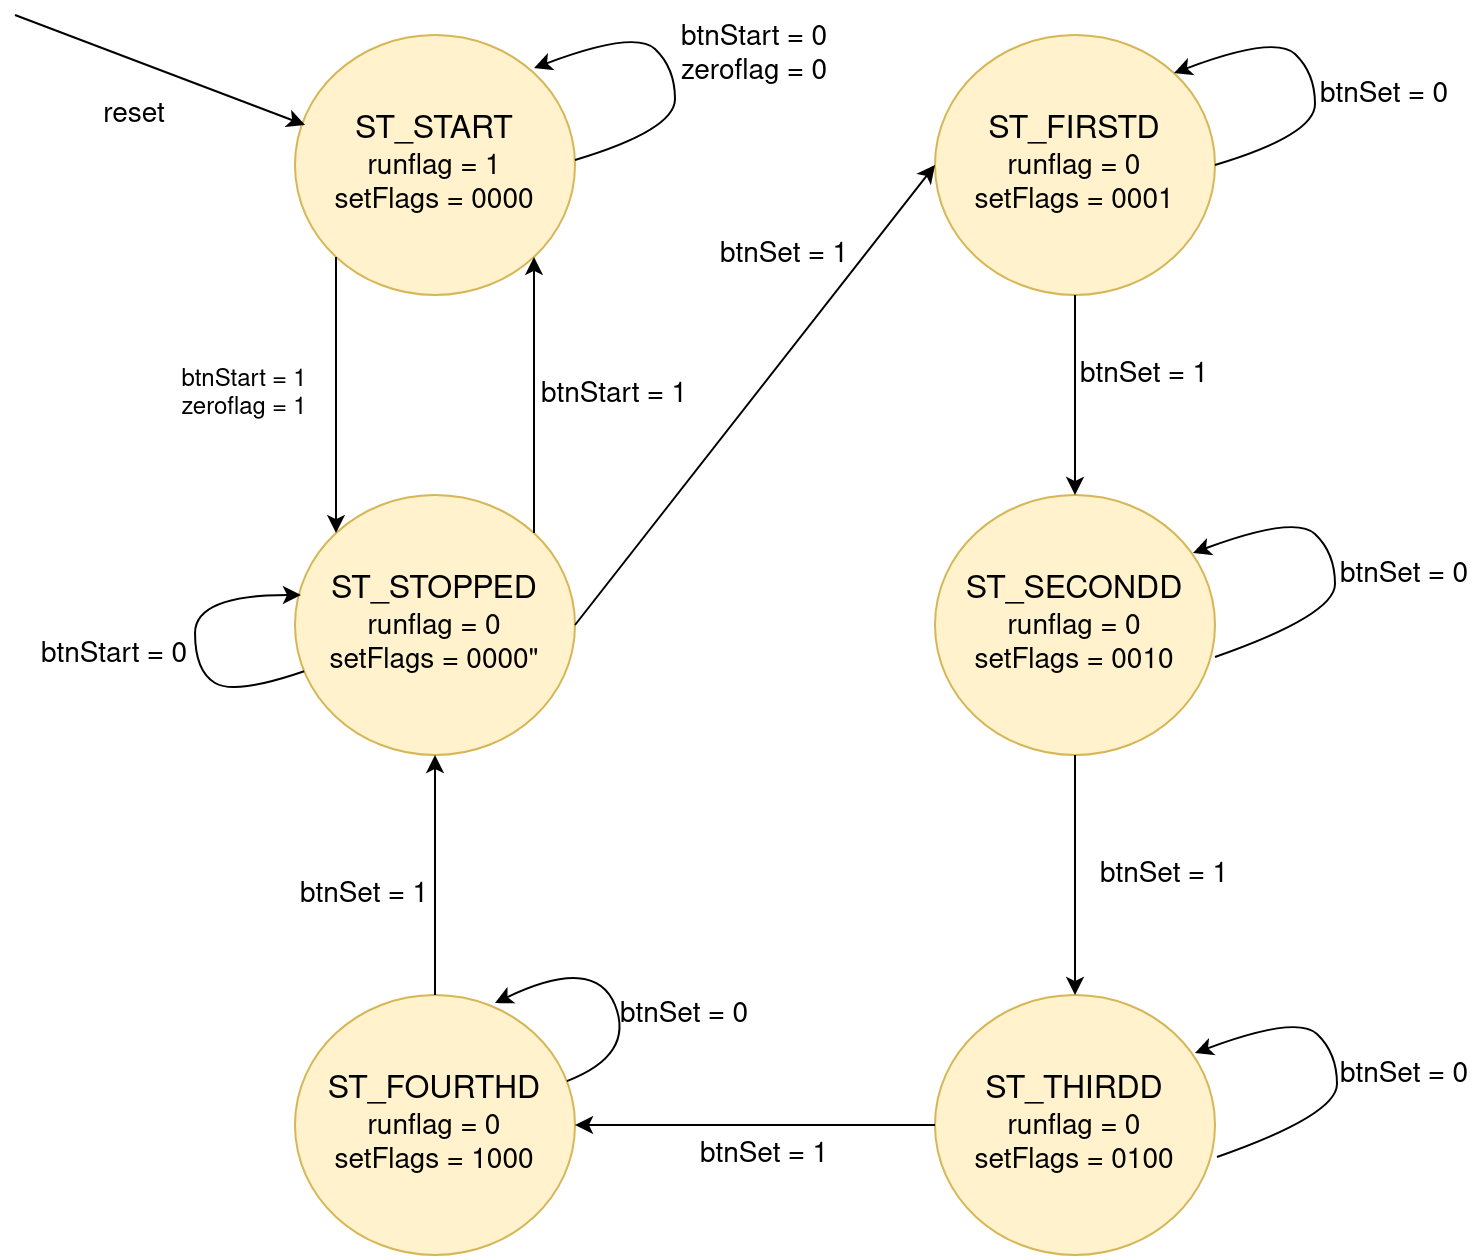 reset
ST_START
runflag = 1
setFlags = 0000
btnStart = 0
zeroflag = 0
ST_FIRSTD
runflag = 0
setFlags = 0001
btnSet = 0
btnSet = 1
btnStart = 1
zeroflag = 1
btnStart = 1
btnSet = 1
ST_STOPPED
runflag = 0
setFlags = 0000"
btnStart = 0
ST_SECONDD
runflag = 0
setFlags = 0010
btnSet = 0
btnSet = 1
btnSet = 1
ST_FOURTHD
runflag = 0
setFlags = 1000
btnSet = 0
btnSet = 1
ST_THIRDD
runflag = 0
setFlags = 0100
btnSet = 0